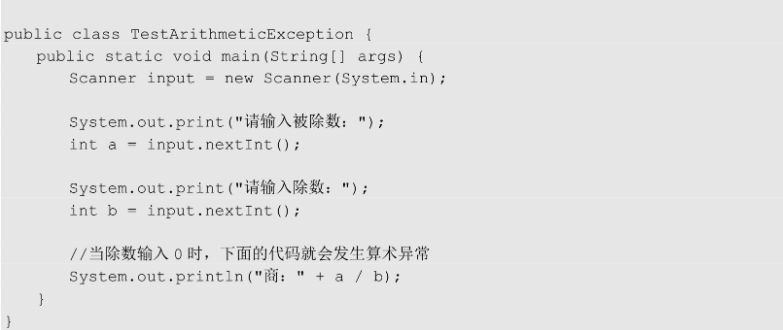 public class TestArithmeticException {
    public static void main(String[] args) {
        Scanner input = new Scanner(System.in);

        System.out.print("请输入被除数：");
        int a = input.nextInt();

        System.out.print("请输入除数：");
        int b = input.nextInt();

        //当除数输入 0 时，下面的代码就会发生算术异常
        System.out.println("商：" + a / b);
    }
}